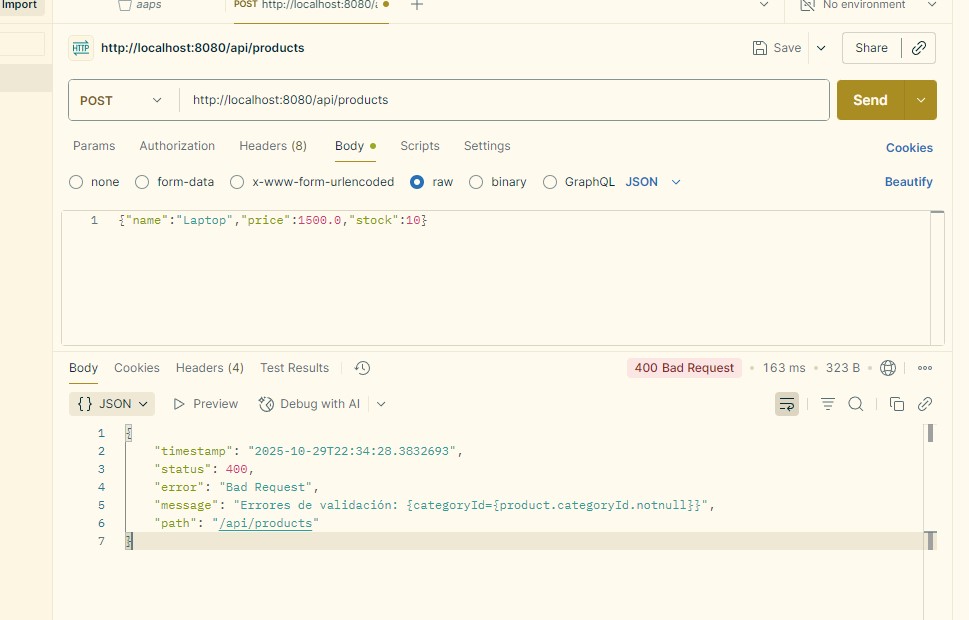 Import
aaps
POST http://localhost:8080/a
No environment
HTTP http://localhost:8080/api/products
Save
Share
POST
http://localhost:8080/api/products
Send
Params Authorization Headers (8) Body Scripts Settings
Cookies
none form-data x-www-form-urlencoded raw binary GraphQL JSON
Beautify
1 {"name":"Laptop","price":1500.0,"stock":10}
Body Cookies Headers (4) Test Results
400 Bad Request 163 ms 323 B
{} JSON Preview Debug with AI
1 {
2 "timestamp": "2025-10-29T22:34:28.3832693",
3 "status": 400,
4 "error": "Bad Request",
5 "message": "Errores de validación: {categoryId={product.categoryId.notnull}}",
6 "path": "/api/products"
7 }